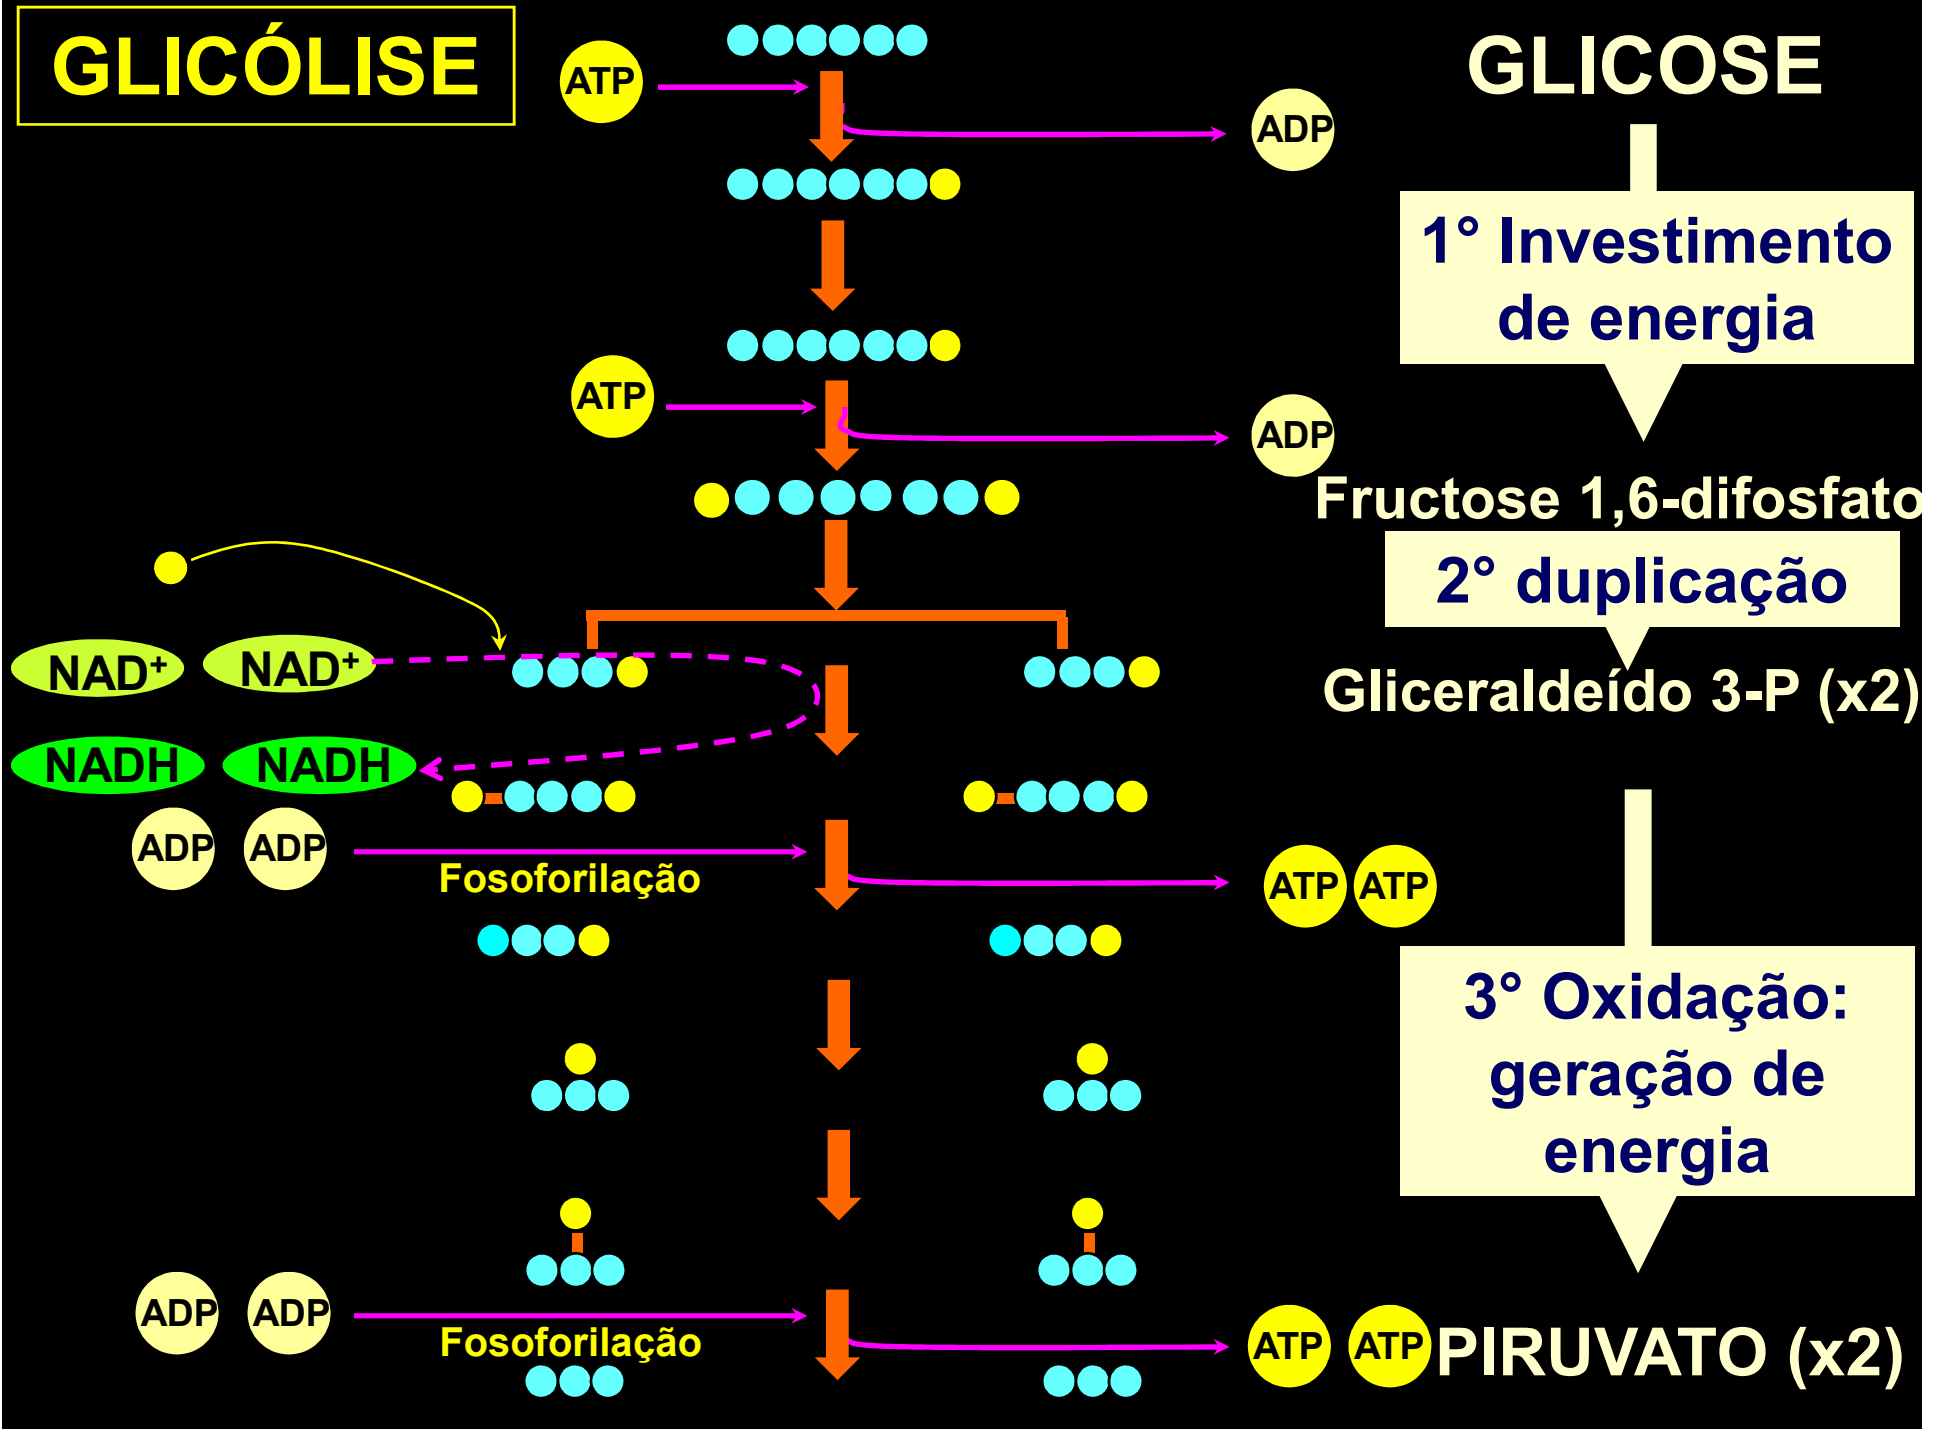 GLICÓLISE
ATP
GLICOSE
ADP
1° Investimento
de energia
ATP
ADP
Fructose 1,6-difosfato
2° duplicação
NAD+ NAD+
Gliceraldeído 3-P (x2)
NADH NADH
ADP ADP
Fosoforilação
ATP ATP
3° Oxidação:
geração de
energia
ADP ADP
Fosoforilação
ATP ATP
PIRUVATO (x2)